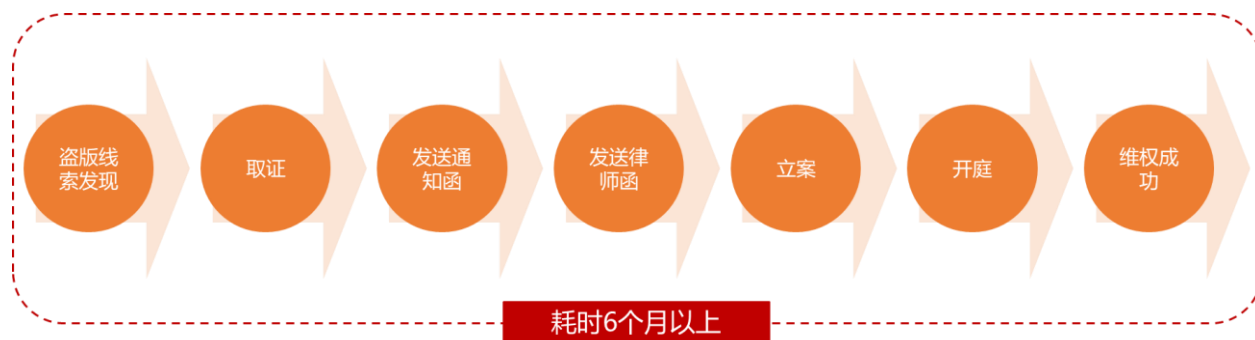 盗版线
索发现
取证
发送通
知函
发送律
师函
立案
开庭
维权成
功
耗时6个月以上